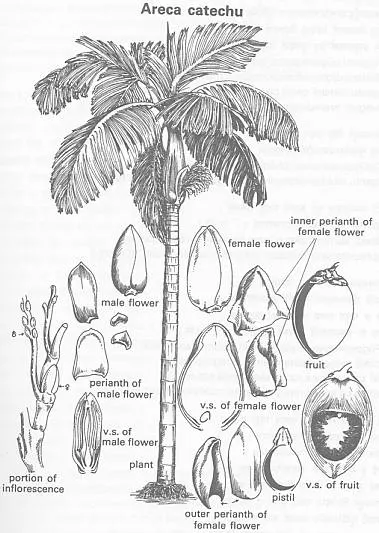 Areca catechu
inner perianth of
female flower
female flower
male flower
♂
fruit
perianth of
male flower
♀
v.s. of female flower
v.s. of
male flower
plant
portion of
inflorescence
pistil
v.s. of fruit
outer perianth of
female flower